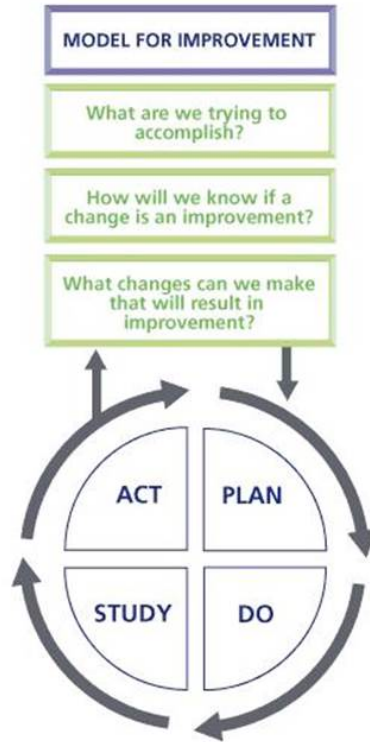 MODEL FOR IMPROVEMENT
What are we trying to
accomplish?
How will we know if a
change is an improvement?
What changes can we make
that will result in
improvement?
ACT
PLAN
STUDY
DO